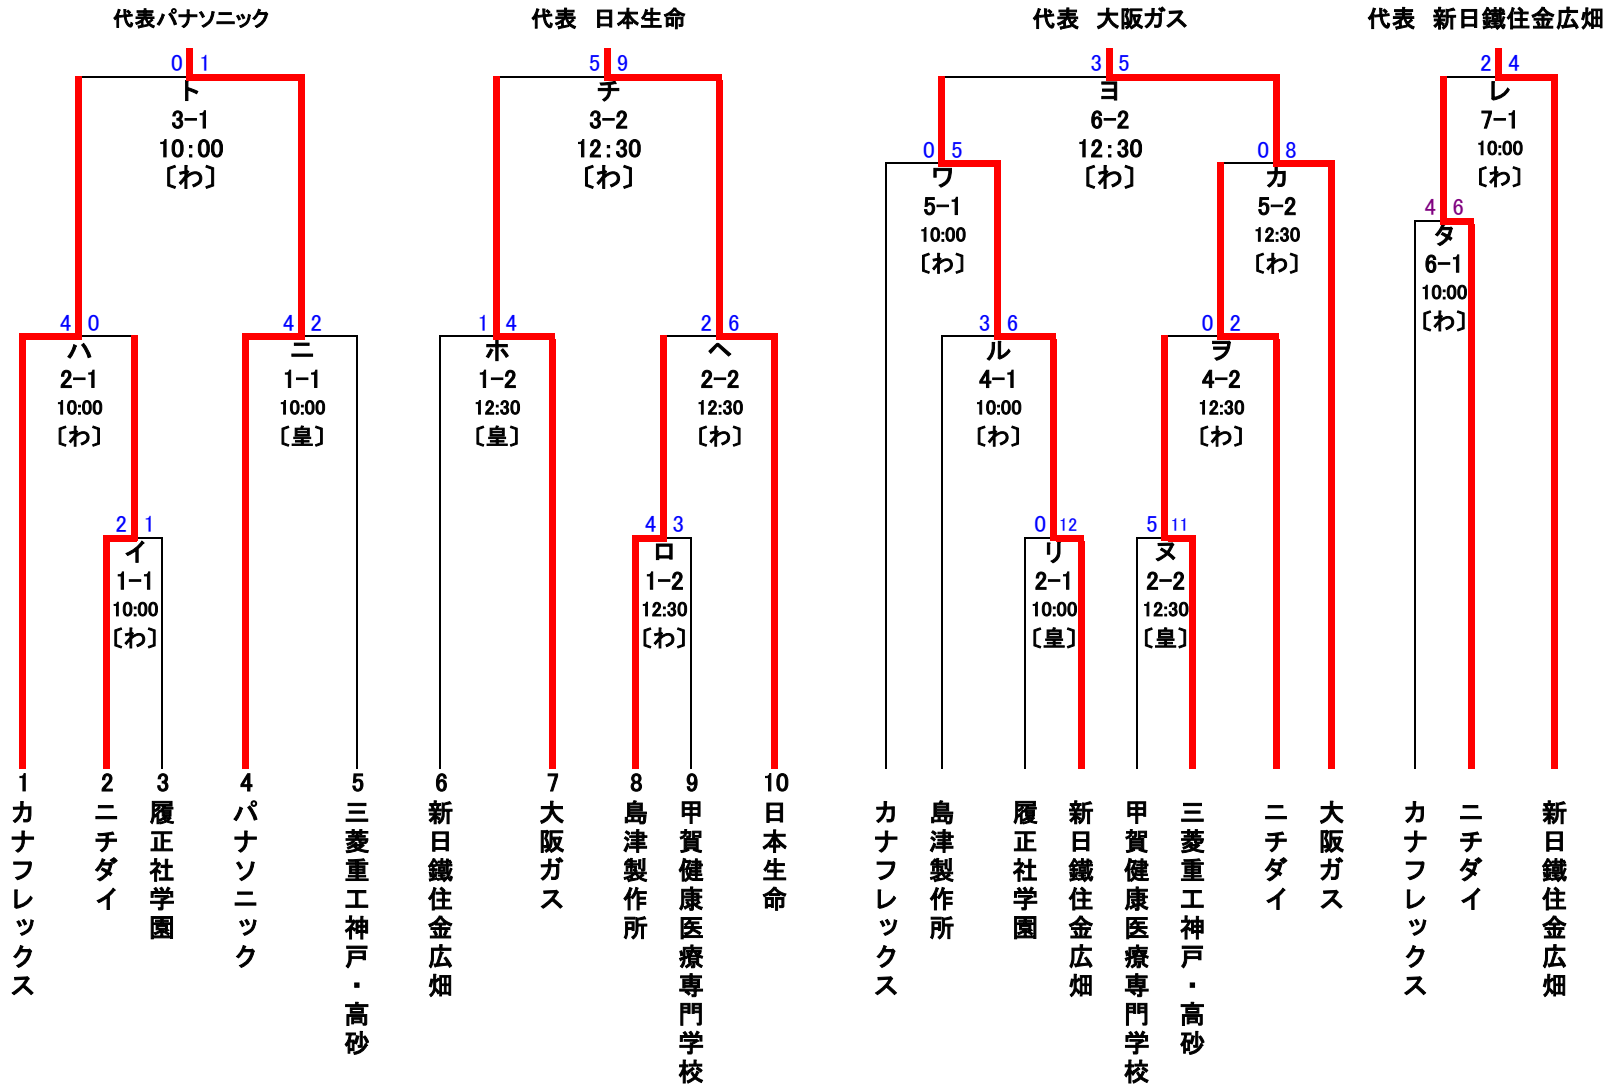 代表パナソニック
代表　日本生命
代表　大阪ガス
代表　新日鐵住金広畑
0 1
ト
3-1
10:00
〔わ〕
5 9
チ
3-2
12:30
〔わ〕
3 5
ヨ
6-2
12:30
〔わ〕
2 4
レ
7-1
10:00
〔わ〕
0 5
ワ
5-1
10:00
〔わ〕
0 8
カ
5-2
12:30
〔わ〕
4 6
タ
6-1
10:00
〔わ〕
4 0
ハ
2-1
10:00
〔わ〕
4 2
ニ
1-1
10:00
〔皇〕
1 4
ホ
1-2
12:30
〔皇〕
2 6
ヘ
2-2
12:30
〔わ〕
3 6
ル
4-1
10:00
〔わ〕
0 2
ヲ
4-2
12:30
〔わ〕
2 1
イ
1-1
10:00
〔わ〕
4 3
ロ
1-2
12:30
〔わ〕
0 12
リ
2-1
10:00
〔皇〕
5 11
ヌ
2-2
12:30
〔皇〕
1
カナフレックス
2
ニチダイ
3
履正社学園
4
パナソニック
5
三菱重工神戸・高砂
6
新日鐵住金広畑
7
大阪ガス
8
島津製作所
9
甲賀健康医療専門学校
10
日本生命
カナフレックス
島津製作所
履正社学園
新日鐵住金広畑
甲賀健康医療専門学校
三菱重工神戸・高砂
ニチダイ
大阪ガス
カナフレックス
ニチダイ
新日鐵住金広畑